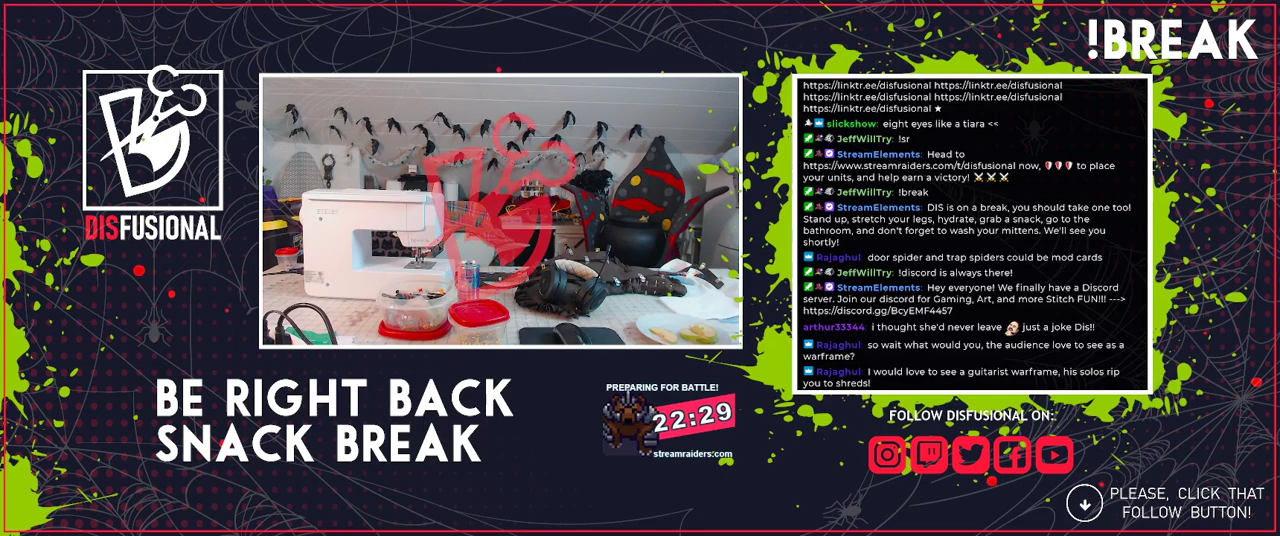 !BREAK
DISFUSIONAL
https://linktr.ee/disfusional https://linktr.ee/disfusional
https://linktr.ee/disfusional https://linktr.ee/disfusional
https://linktr.ee/disfusional ★
slickshow: eight eyes like a tiara <<
JeffWillTry: !sr
StreamElements: Head to
https://www.streamraiders.com/t/disfusional now, to place
your units, and help earn a victory!
JeffWillTry: !break
StreamElements: DIS is on a break, you should take one too!
Stand up, stretch your legs, hydrate, grab a snack, go to the
bathroom, and don't forget to wash your mittens. We'll see you
shortly!
Rajaghul: door spider and trap spiders could be mod cards
JeffWillTry: !discord is always there!
StreamElements: Hey everyone! We finally have a Discord
server. Join our discord for Gaming, Art, and more Stitch FUN!!! --->
https://discord.gg/BcyEMF4457
arthur33344: i thought she'd never leave just a joke Dis!!
Rajaghul: so wait what would you, the audience love to see as a
warframe?
Rajaghul: I would love to see a guitarist warframe, his solos rip
you to shreds!
BE RIGHT BACK
SNACK BREAK
PREPARING FOR BATTLE!
22:29
streamraiders.com
FOLLOW DISFUSIONAL ON:
PLEASE, CLICK THAT
FOLLOW BUTTON!